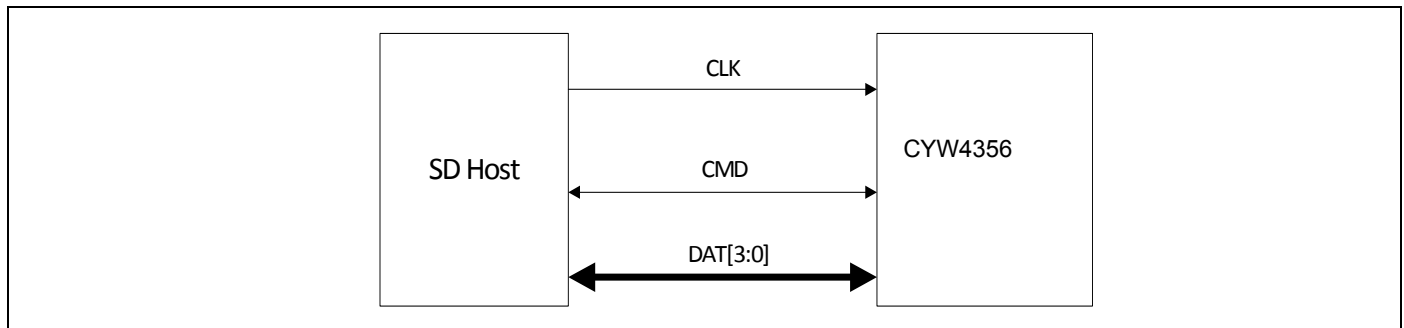 CLK
SD Host
CYW4356
CMD
DAT[3:0]